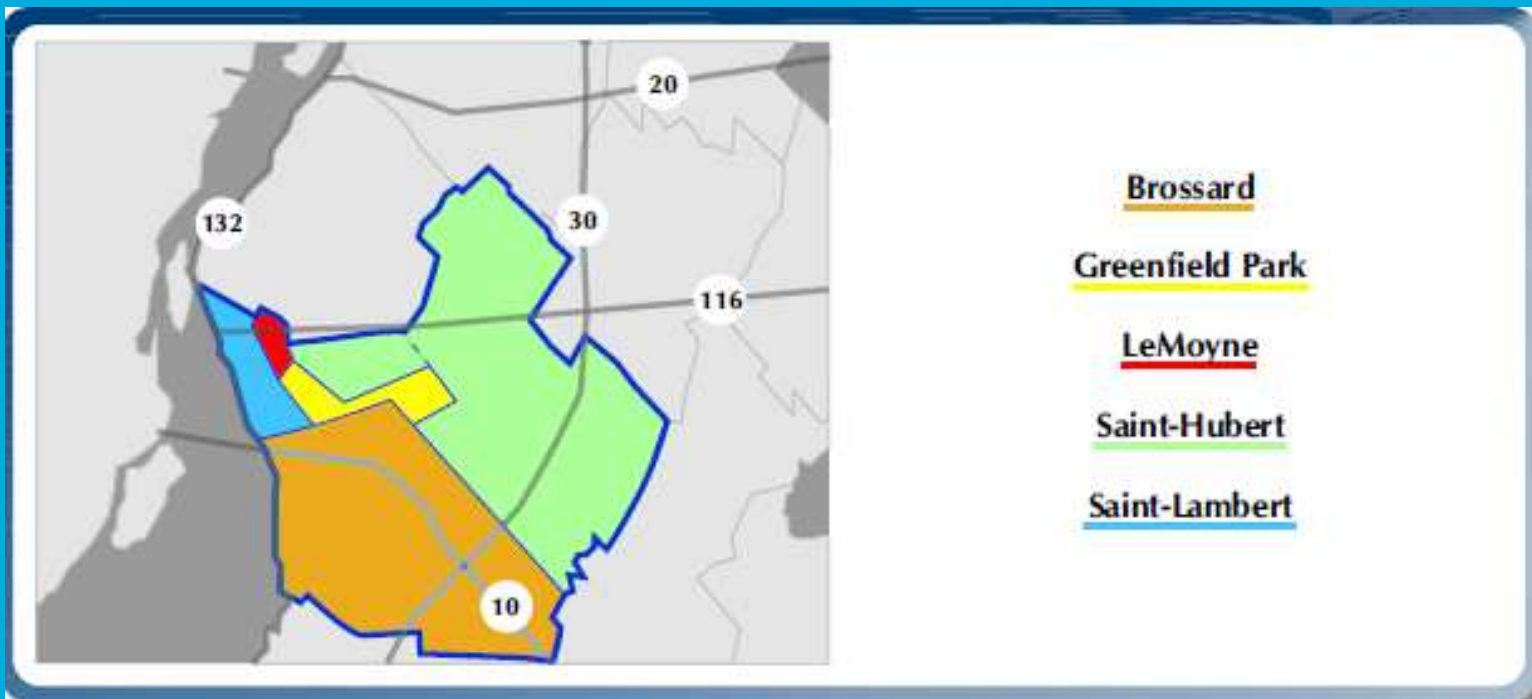 20
132
30
116
10
Brossard
Greenfield Park
LeMoyne
Saint-Hubert
Saint-Lambert